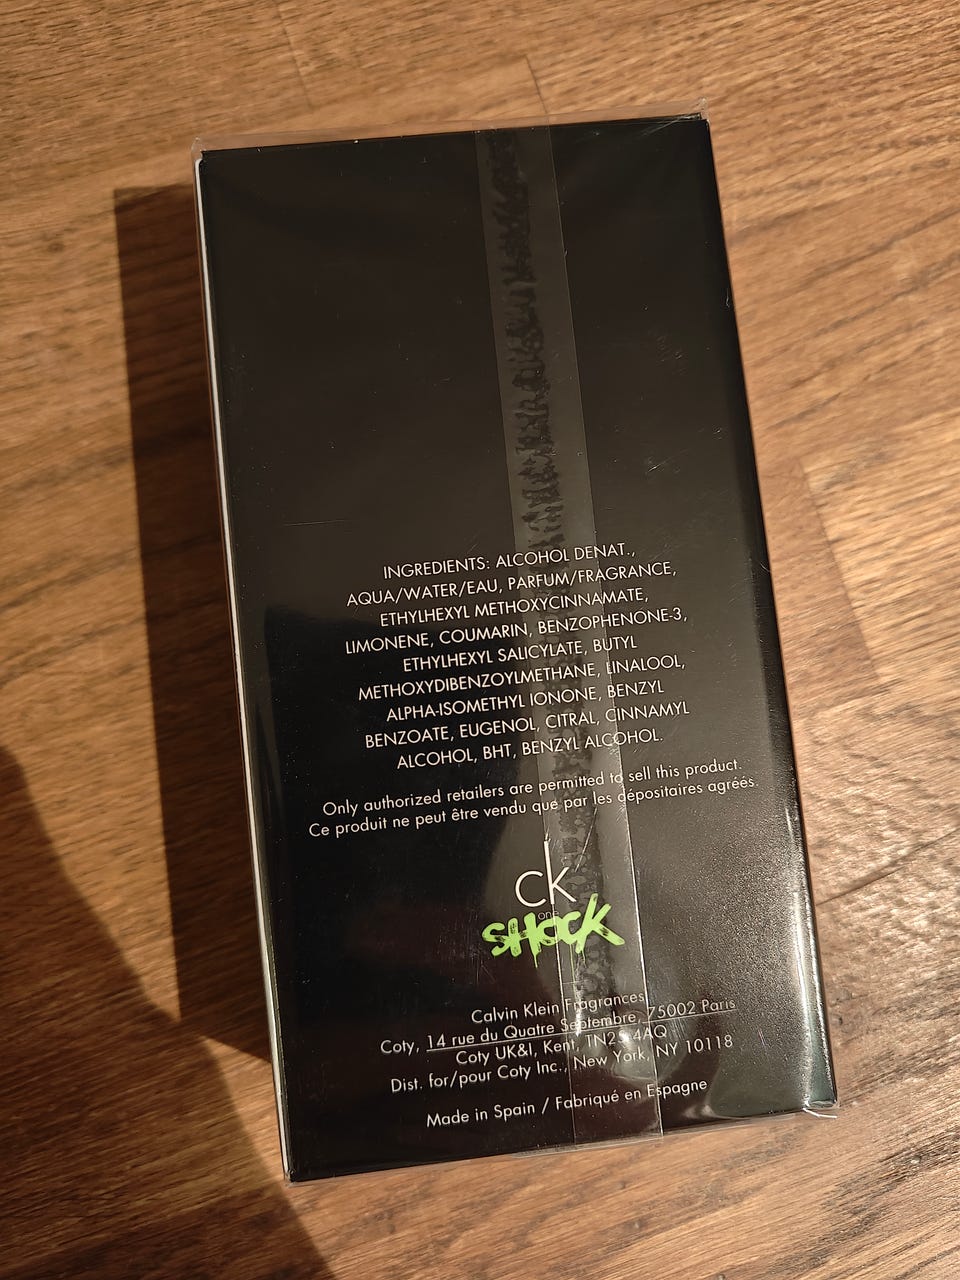 INGREDIENTS: ALCOHOL DENAT.,
AQUA/WATER/EAU, PARFUM/FRAGRANCE,
ETHYLHEXYL METHOXYCINNAMATE,
LIMONENE, COUMARIN, BENZOPHENONE-3,
ETHYLHEXYL SALICYLATE, BUTYL
METHOXYDIBENZOYLMETHANE, LINALOOL,
ALPHA-ISOMETHYL IONONE, BENZYL
BENZOATE, EUGENOL, CITRAL, CINNAMYL
ALCOHOL, BHT, BENZYL ALCOHOL.
Only authorized retailers are permitted to sell this product.
Ce produit ne peut être vendu que par les dépositaires agréés.
ck
one
SHOCK
Calvin Klein Fragrances
Coty, 14 rue du Quatre Septembre, 75002 Paris
Coty UK&I, Kent, TN25 4AQ
Dist. for/pour Coty Inc., New York, NY 10118
Made in Spain / Fabriqué en Espagne